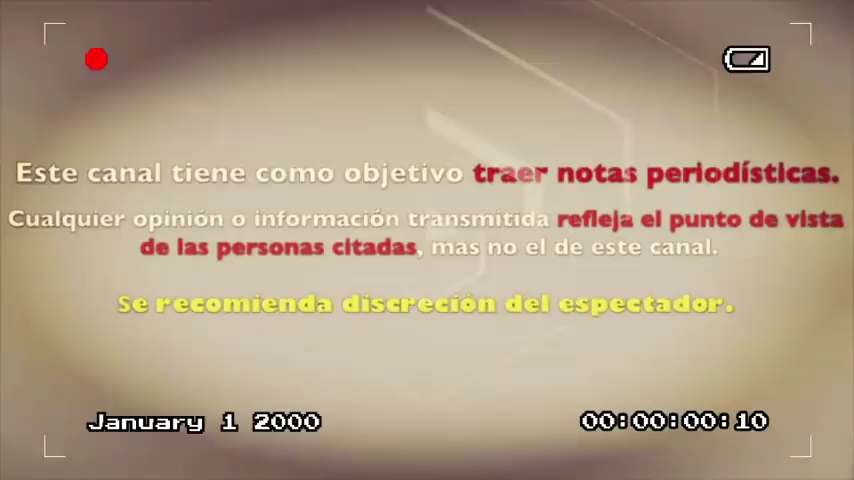 Este canal tiene como objetivo traer notas periodísticas.
Cualquier opinión o información transmitida refleja el punto de vista
de las personas citadas, mas no el de este canal.
Se recomienda discreción del espectador.
January 1 2000
00:00:00:10